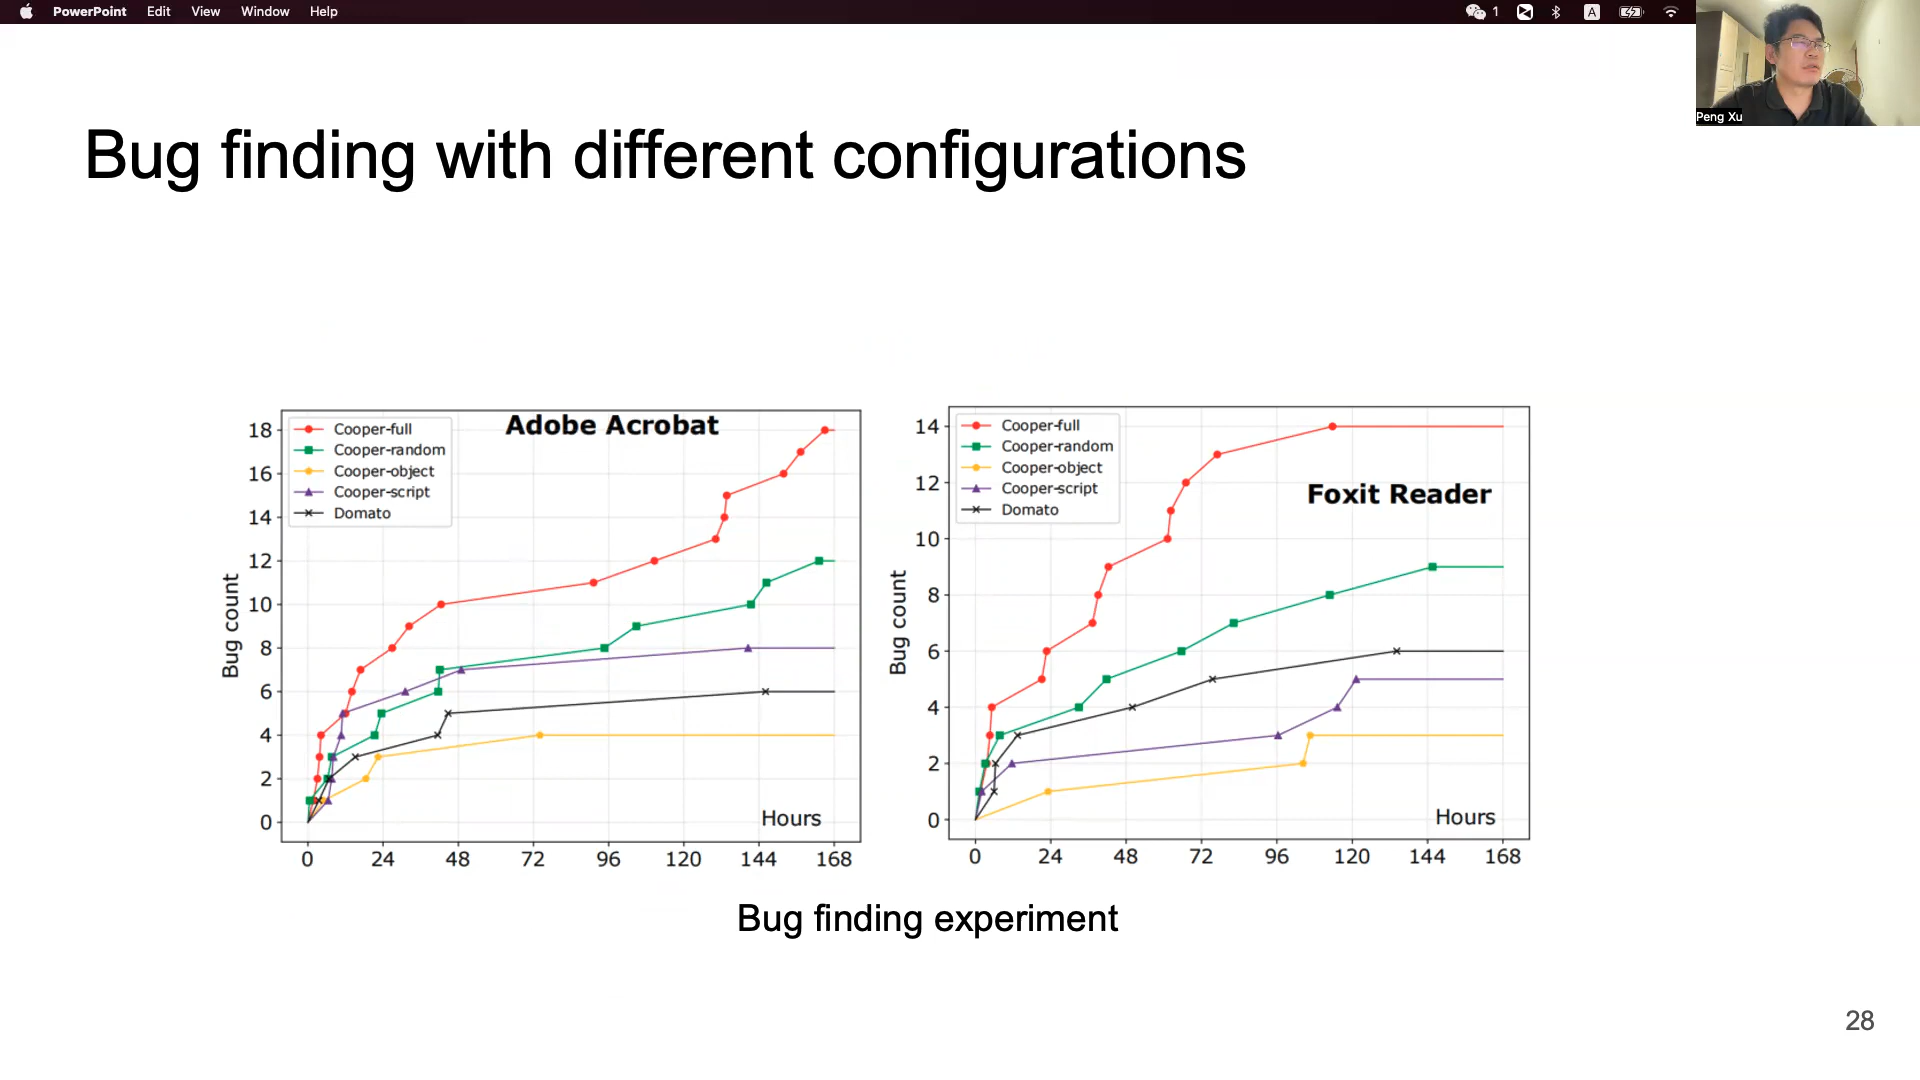 PowerPoint Edit View Window Help 1 A
Peng Xu
Bug finding with different configurations
Adobe Acrobat
Cooper-full
Cooper-random
Cooper-object
Cooper-script
Domato
18
16
14
12
10
8
6
4
2
0
Bug count
Hours
0 24 48 72 96 120 144 168
Foxit Reader
Cooper-full
Cooper-random
Cooper-object
Cooper-script
Domato
14
12
10
8
6
4
2
0
Bug count
Hours
0 24 48 72 96 120 144 168
Bug finding experiment
28